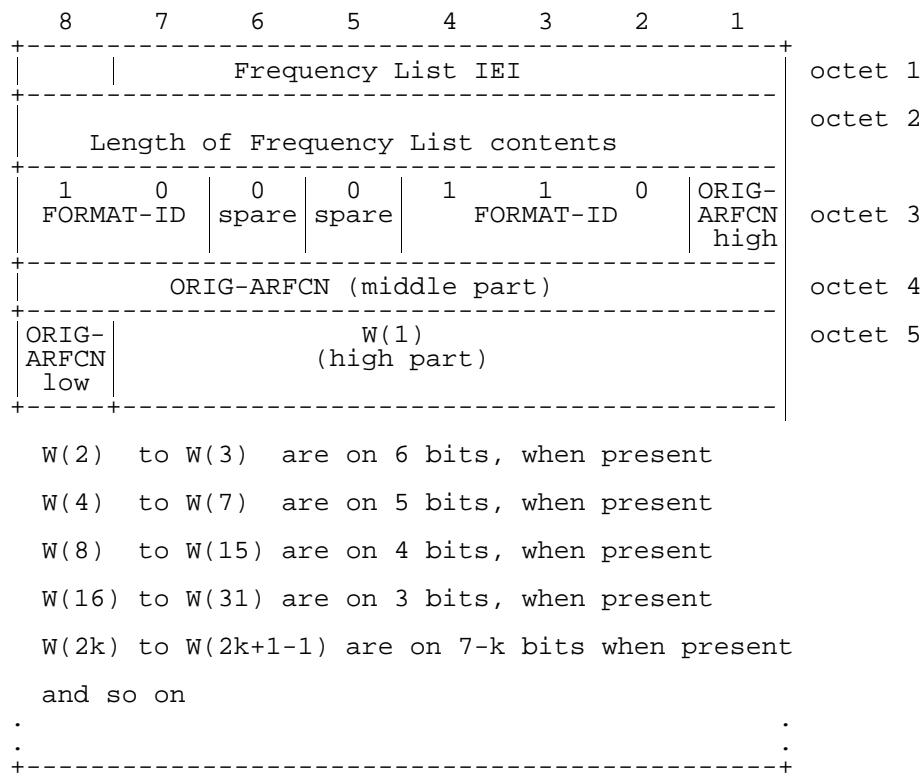 8 7 6 5 4 3 2 1
Frequency List IEI octet 1
octet 2
Length of Frequency List contents
1 0 0 0 1 1 0 ORIG-
FORMAT-ID spare spare FORMAT-ID ARFCN octet 3
high
ORIG-ARFCN (middle part) octet 4
ORIG- W(1) octet 5
ARFCN (high part)
low
W(2) to W(3) are on 6 bits, when present
W(4) to W(7) are on 5 bits, when present
W(8) to W(15) are on 4 bits, when present
W(16) to W(31) are on 3 bits, when present
W(2k) to W(2k+1-1) are on 7-k bits when present
and so on